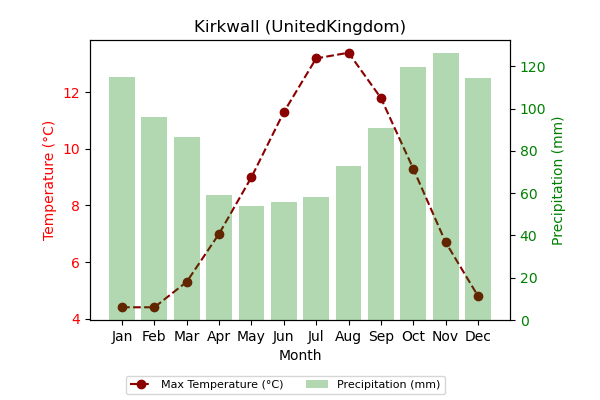 Kirkwall (UnitedKingdom)
Temperature (°C)
12
10
8
6
4
120
100
80
60
40
20
0
Precipitation (mm)
Jan Feb Mar Apr May Jun Jul Aug Sep Oct Nov Dec
Month
Max Temperature (°C) Precipitation (mm)